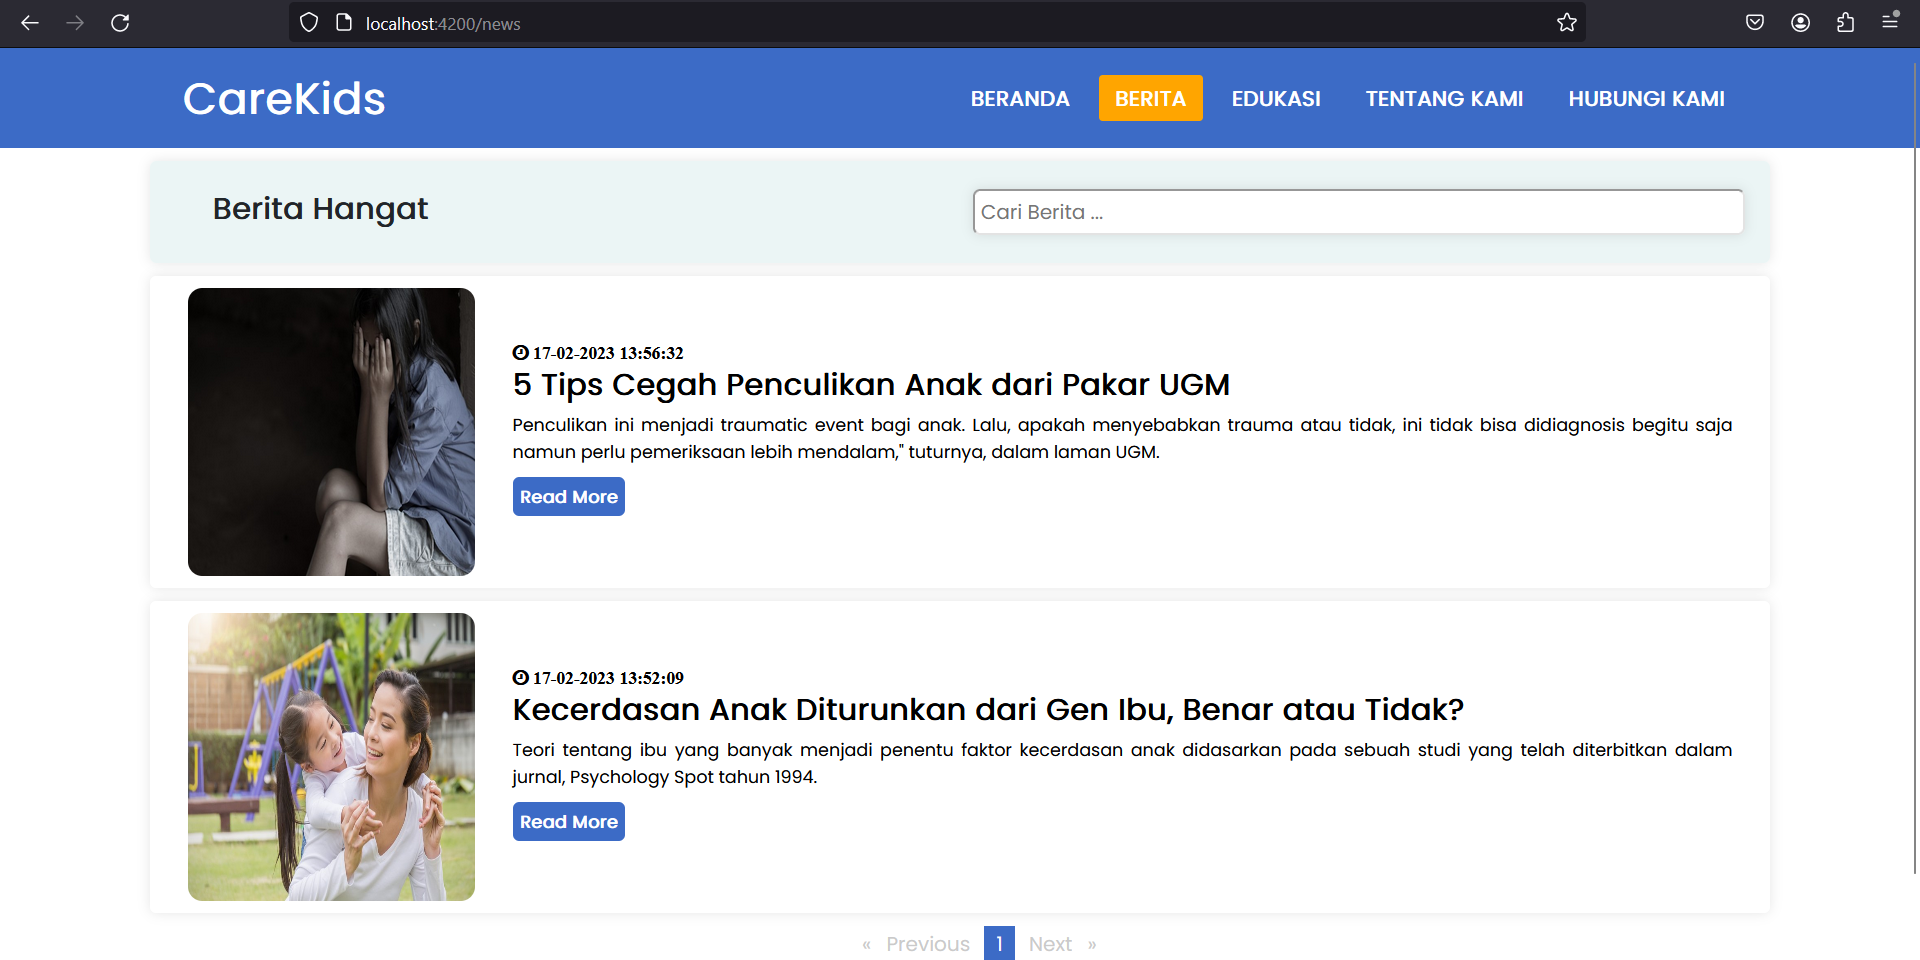 localhost:4200/news
CareKids
BERANDA BERITA EDUKASI TENTANG KAMI HUBUNGI KAMI
Berita Hangat
Cari Berita ...
17-02-2023 13:56:32
5 Tips Cegah Penculikan Anak dari Pakar UGM
Penculikan ini menjadi traumatic event bagi anak. Lalu, apakah menyebabkan trauma atau tidak, ini tidak bisa didiagnosis begitu saja
namun perlu pemeriksaan lebih mendalam," tuturnya, dalam laman UGM.
Read More
17-02-2023 13:52:09
Kecerdasan Anak Diturunkan dari Gen Ibu, Benar atau Tidak?
Teori tentang ibu yang banyak menjadi penentu faktor kecerdasan anak didasarkan pada sebuah studi yang telah diterbitkan dalam
jurnal, Psychology Spot tahun 1994.
Read More
« Previous 1 Next »